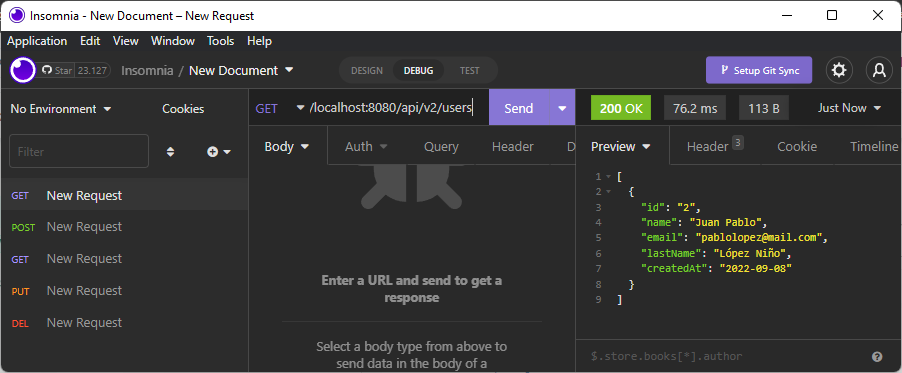 Insomnia - New Document – New Request
Application Edit View Window Tools Help
Star 23.127 Insomnia / New Document DESIGN DEBUG TEST Setup Git Sync
No Environment Cookies
Filter
GET New Request
POST New Request
GET New Request
PUT New Request
DEL New Request
GET /localhost:8080/api/v2/users Send
Body Auth Query Header D
Enter a URL and send to get a
response
Select a body type from above to
send data in the body of a
200 OK 76.2 ms 113 B Just Now
Preview Header 3 Cookie Timeline
1 [
2 {
3 "id": "2",
4 "name": "Juan Pablo",
5 "email": "pablolopez@mail.com",
6 "lastName": "López Niño",
7 "createdAt": "2022-09-08"
8 }
9 ]
$.store.books[*].author